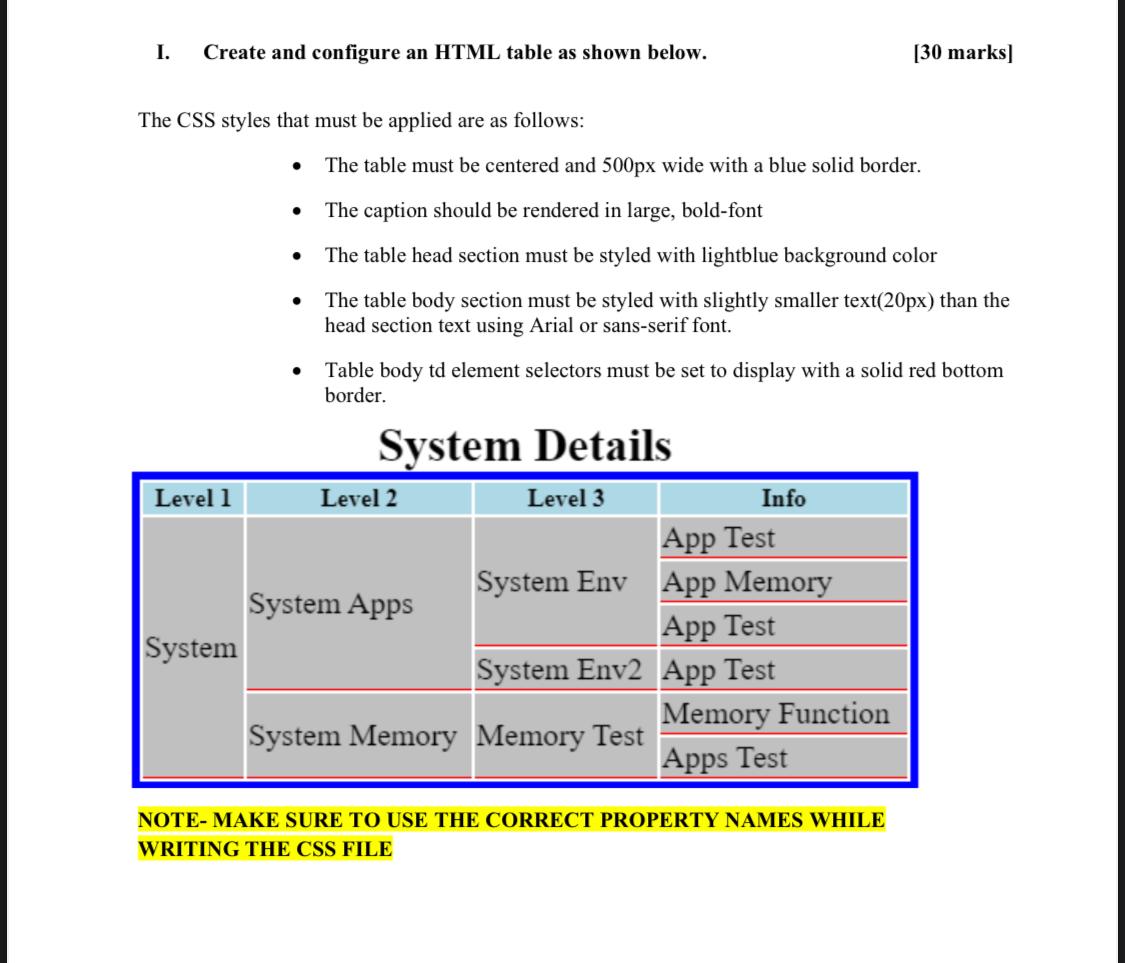 I. Create and configure an HTML table as shown below. [30 marks]
The CSS styles that must be applied are as follows:
• The table must be centered and 500px wide with a blue solid border.
• The caption should be rendered in large, bold-font
• The table head section must be styled with lightblue background color
• The table body section must be styled with slightly smaller text(20px) than the
head section text using Arial or sans-serif font.
• Table body td element selectors must be set to display with a solid red bottom
border.
System Details
Level 1 Level 2 Level 3 Info
App Test
System Env App Memory
System Apps
App Test
System
System Env2 App Test
Memory Function
System Memory Memory Test
Apps Test
NOTE- MAKE SURE TO USE THE CORRECT PROPERTY NAMES WHILE
WRITING THE CSS FILE